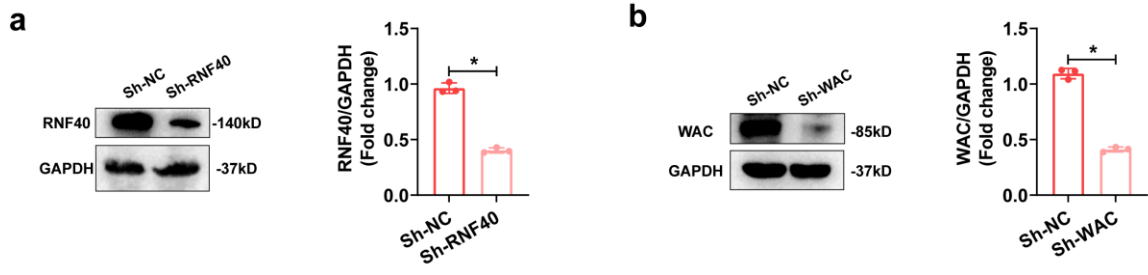 a
Sh-NC Sh-RNF40
RNF40 -140kD
GAPDH -37kD
RNF40/GAPDH
(Fold change)
1.5
1.0
0.5
0.0
*
Sh-NC
Sh-RNF40
b
Sh-NC Sh-WAC
WAC -85kD
GAPDH -37kD
WAC/GAPDH
(Fold change)
1.5
1.0
0.5
0.0
*
Sh-NC
Sh-WAC